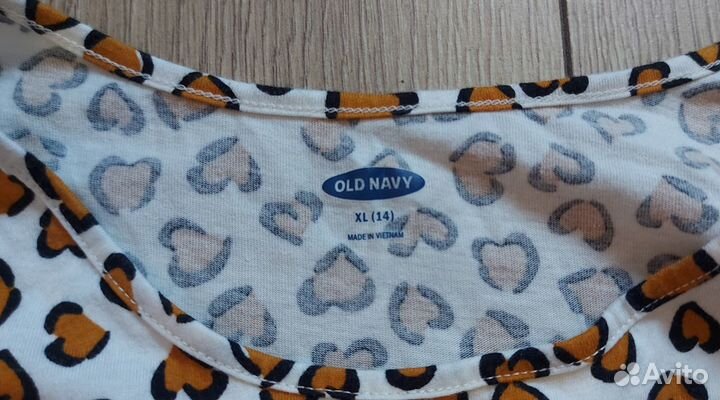 OLD NAVY
XL (14)
MADE IN VIETNAM
Avito